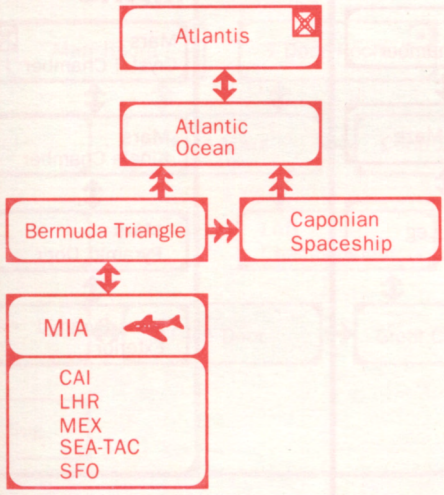 Atlantis
Atlantic
Ocean
Bermuda Triangle
Caponian
Spaceship
MIA
CAI
LHR
MEX
SEA-TAC
SFO